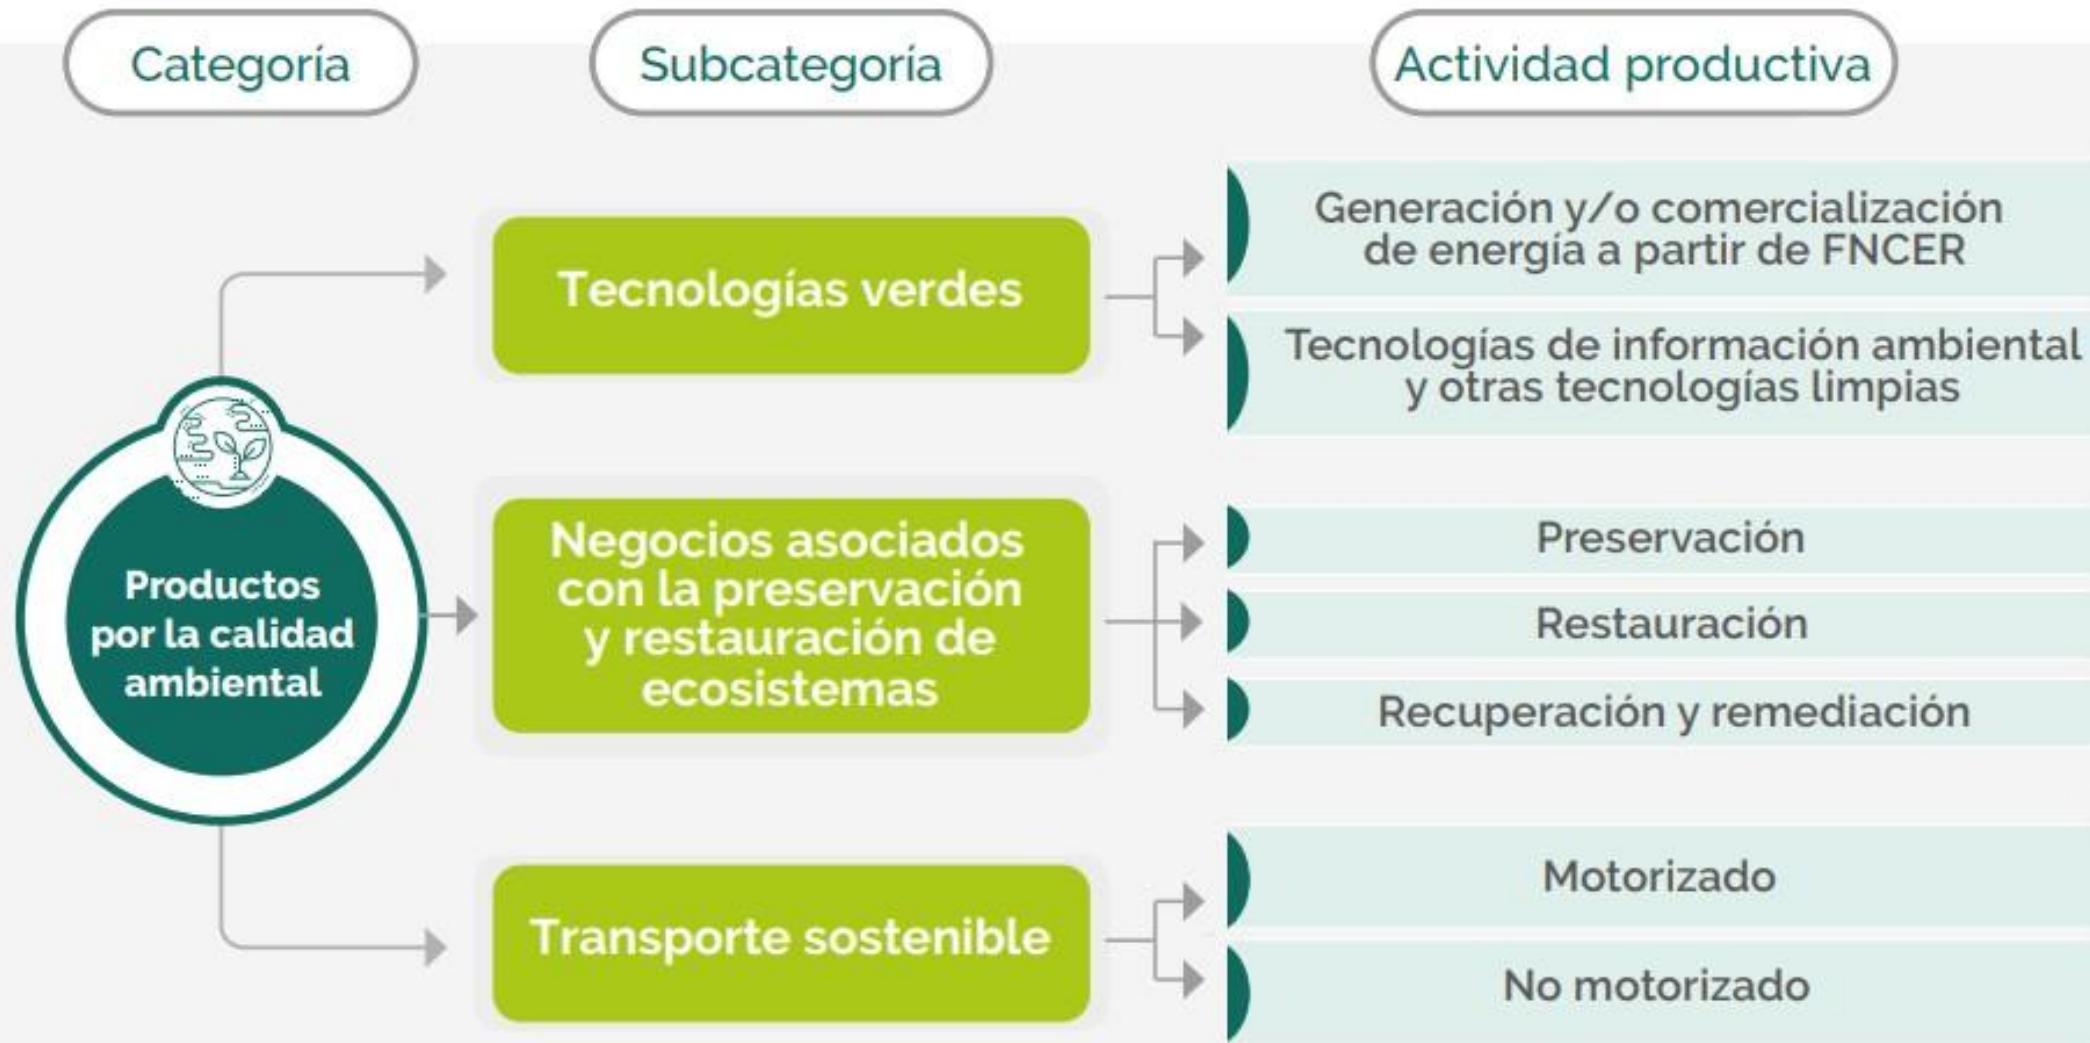 Categoría
Subcategoría
Actividad productiva
Productos
por la calidad
ambiental
Tecnologías verdes
Generación y/o comercialización
de energía a partir de FNCER
Tecnologías de información ambiental
y otras tecnologías limpias
Negocios asociados
con la preservación
y restauración de
ecosistemas
Preservación
Restauración
Recuperación y remediación
Transporte sostenible
Motorizado
No motorizado